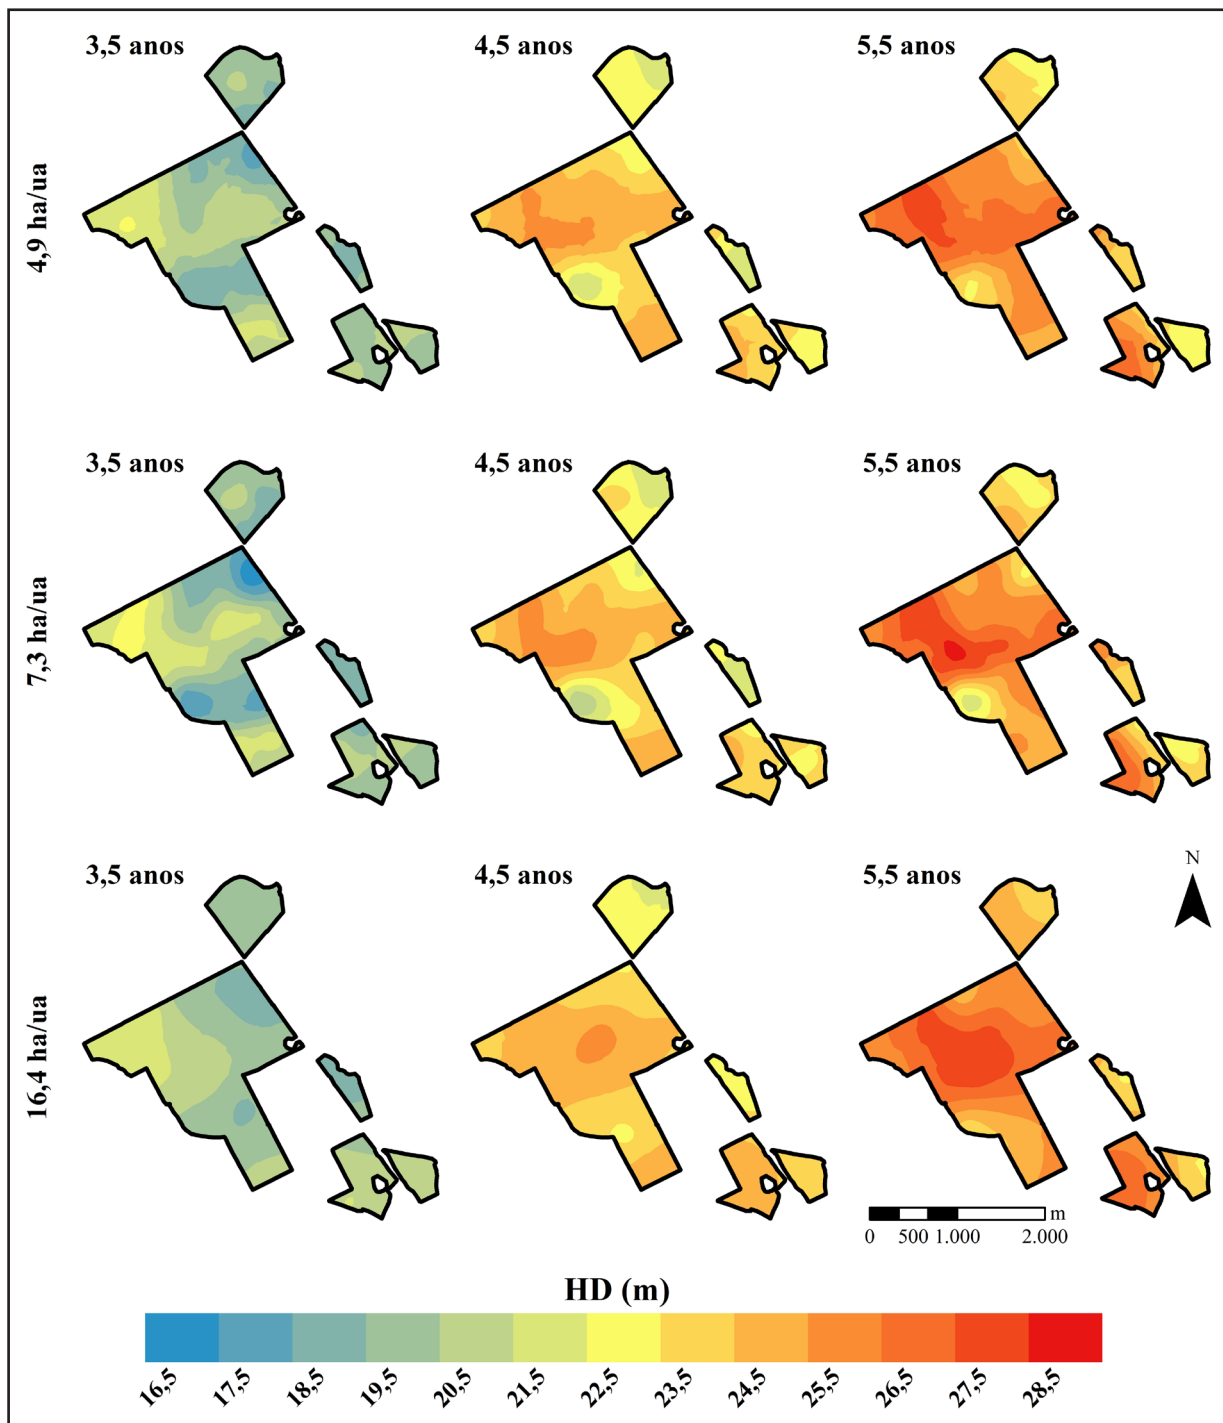 3,5 anos
4,5 anos
5,5 anos
4,9 ha/ua
3,5 anos
4,5 anos
5,5 anos
7,3 ha/ua
3,5 anos
4,5 anos
5,5 anos
N
16,4 ha/ua
m
0 500 1.000 2.000
HD (m)
16,5 17,5 18,5 19,5 20,5 21,5 22,5 23,5 24,5 25,5 26,5 27,5 28,5